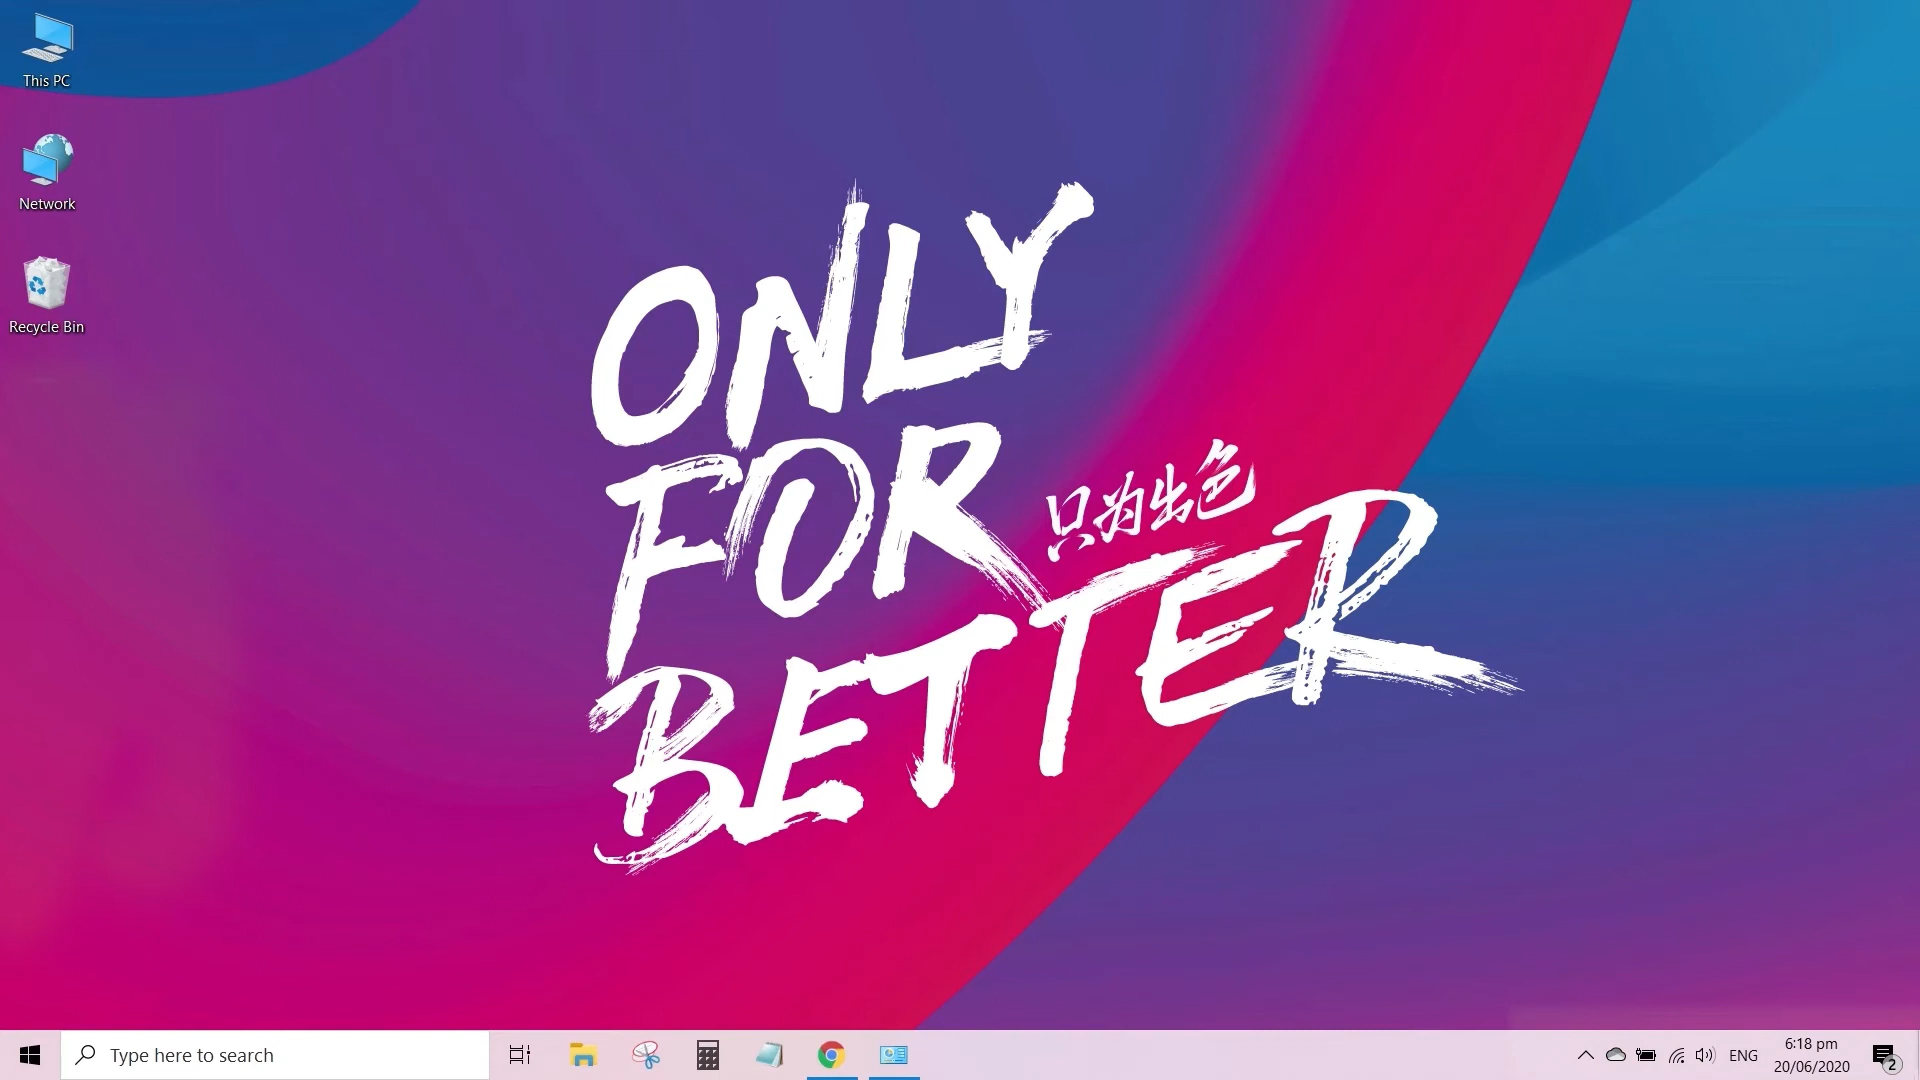 This PC
Network
Recycle Bin
ONLY
FOR
只为出色
BETTER
Type here to search
ENG
6:18 pm
20/06/2020
2